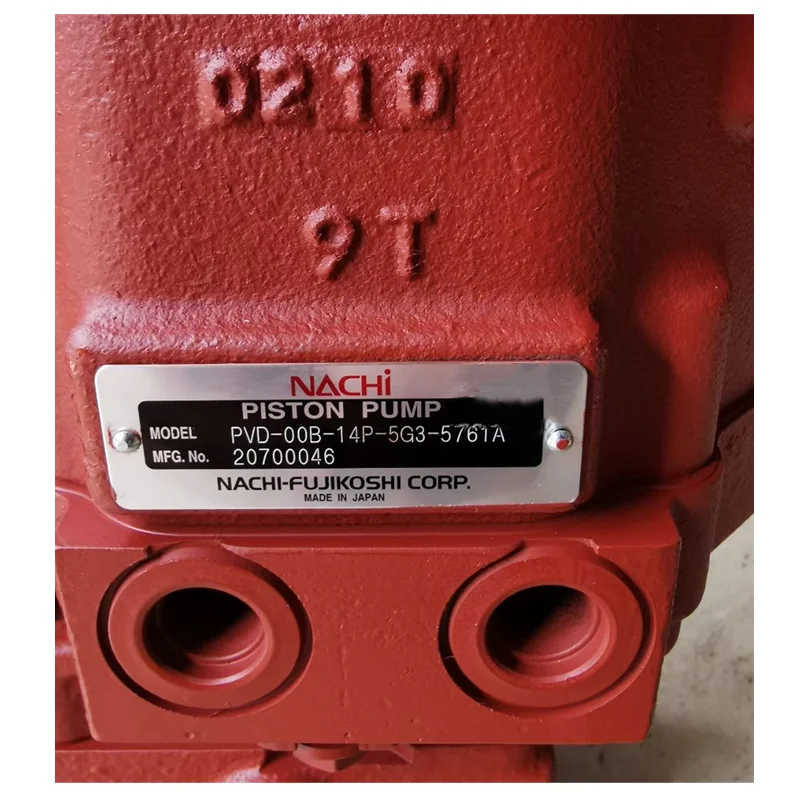 0210
9T
NACHi
PISTON PUMP
MODEL PVD-00B-14P-5G3-5761A
MFG. No. 20700046
NACHI-FUJIKOSHI CORP.
MADE IN JAPAN